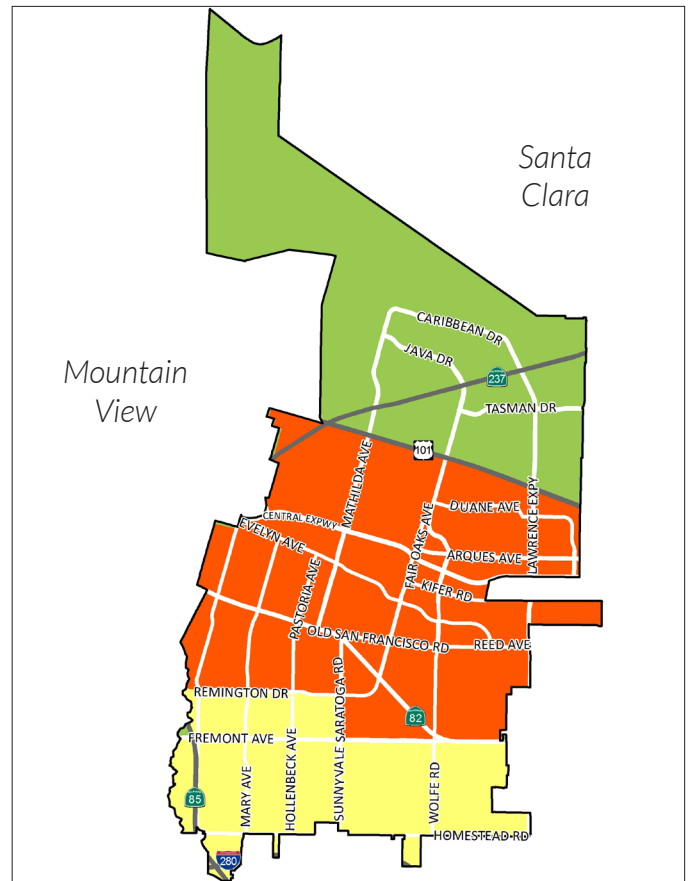 Santa
Clara
Mountain
View
CARIBBEAN DR
JAVA DR
237
TASMAN DR
101
MATHILDA AVE
DUANE AVE
LAWRENCE EXPY
CENTRAL EXPWY
EVELYN AVE
FAIR OAKS AVE
ARQUES AVE
PASTORIA AVE
KIFER RD
OLD SAN FRANCISCO RD
REED AVE
REMINGTON DR
SUNNYVALE SARATOGA RD
82
FREMONT AVE
HOLLENBECK AVE
MARY AVE
WOLFE RD
85
HOMESTEAD RD
280